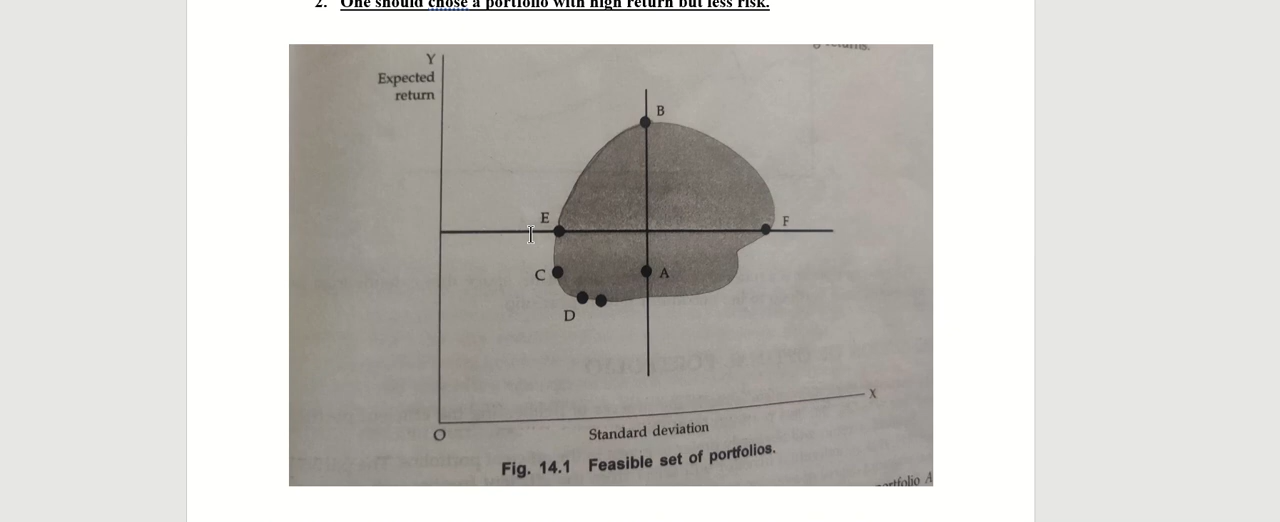 2. One should chose a portfolio with high return but less risk.
Y
Expected
return
B
E
F
C
A
D
X
O
Standard deviation
Fig. 14.1 Feasible set of portfolios.
portfolio A